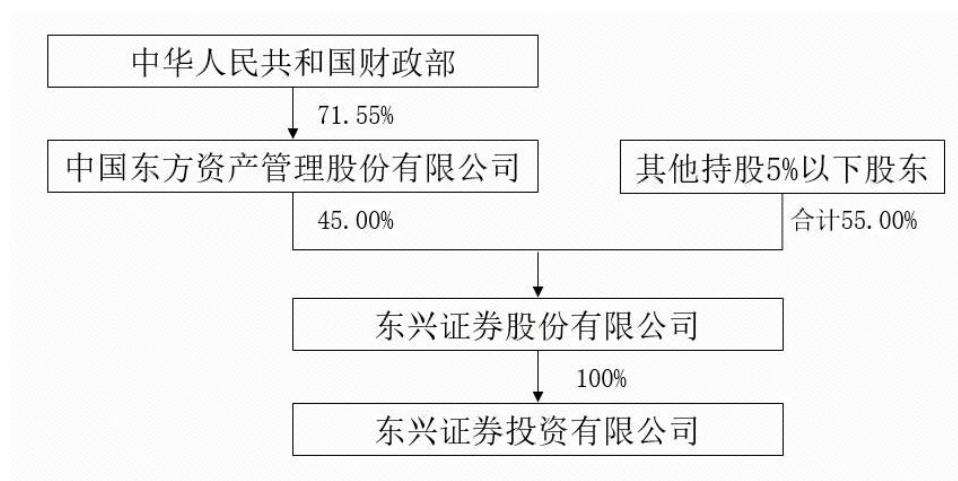 中华人民共和国财政部
71.55%
中国东方资产管理股份有限公司
其他持股5%以下股东
45.00%
合计55.00%
东兴证券股份有限公司
100%
东兴证券投资有限公司